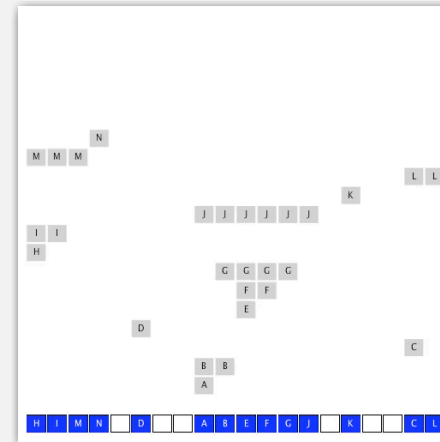 N
M M M
L L
K
J J J J J J
I I
H
G G G G
F F
E
D
C
B B
A
H I M N D A B E F G J K C L